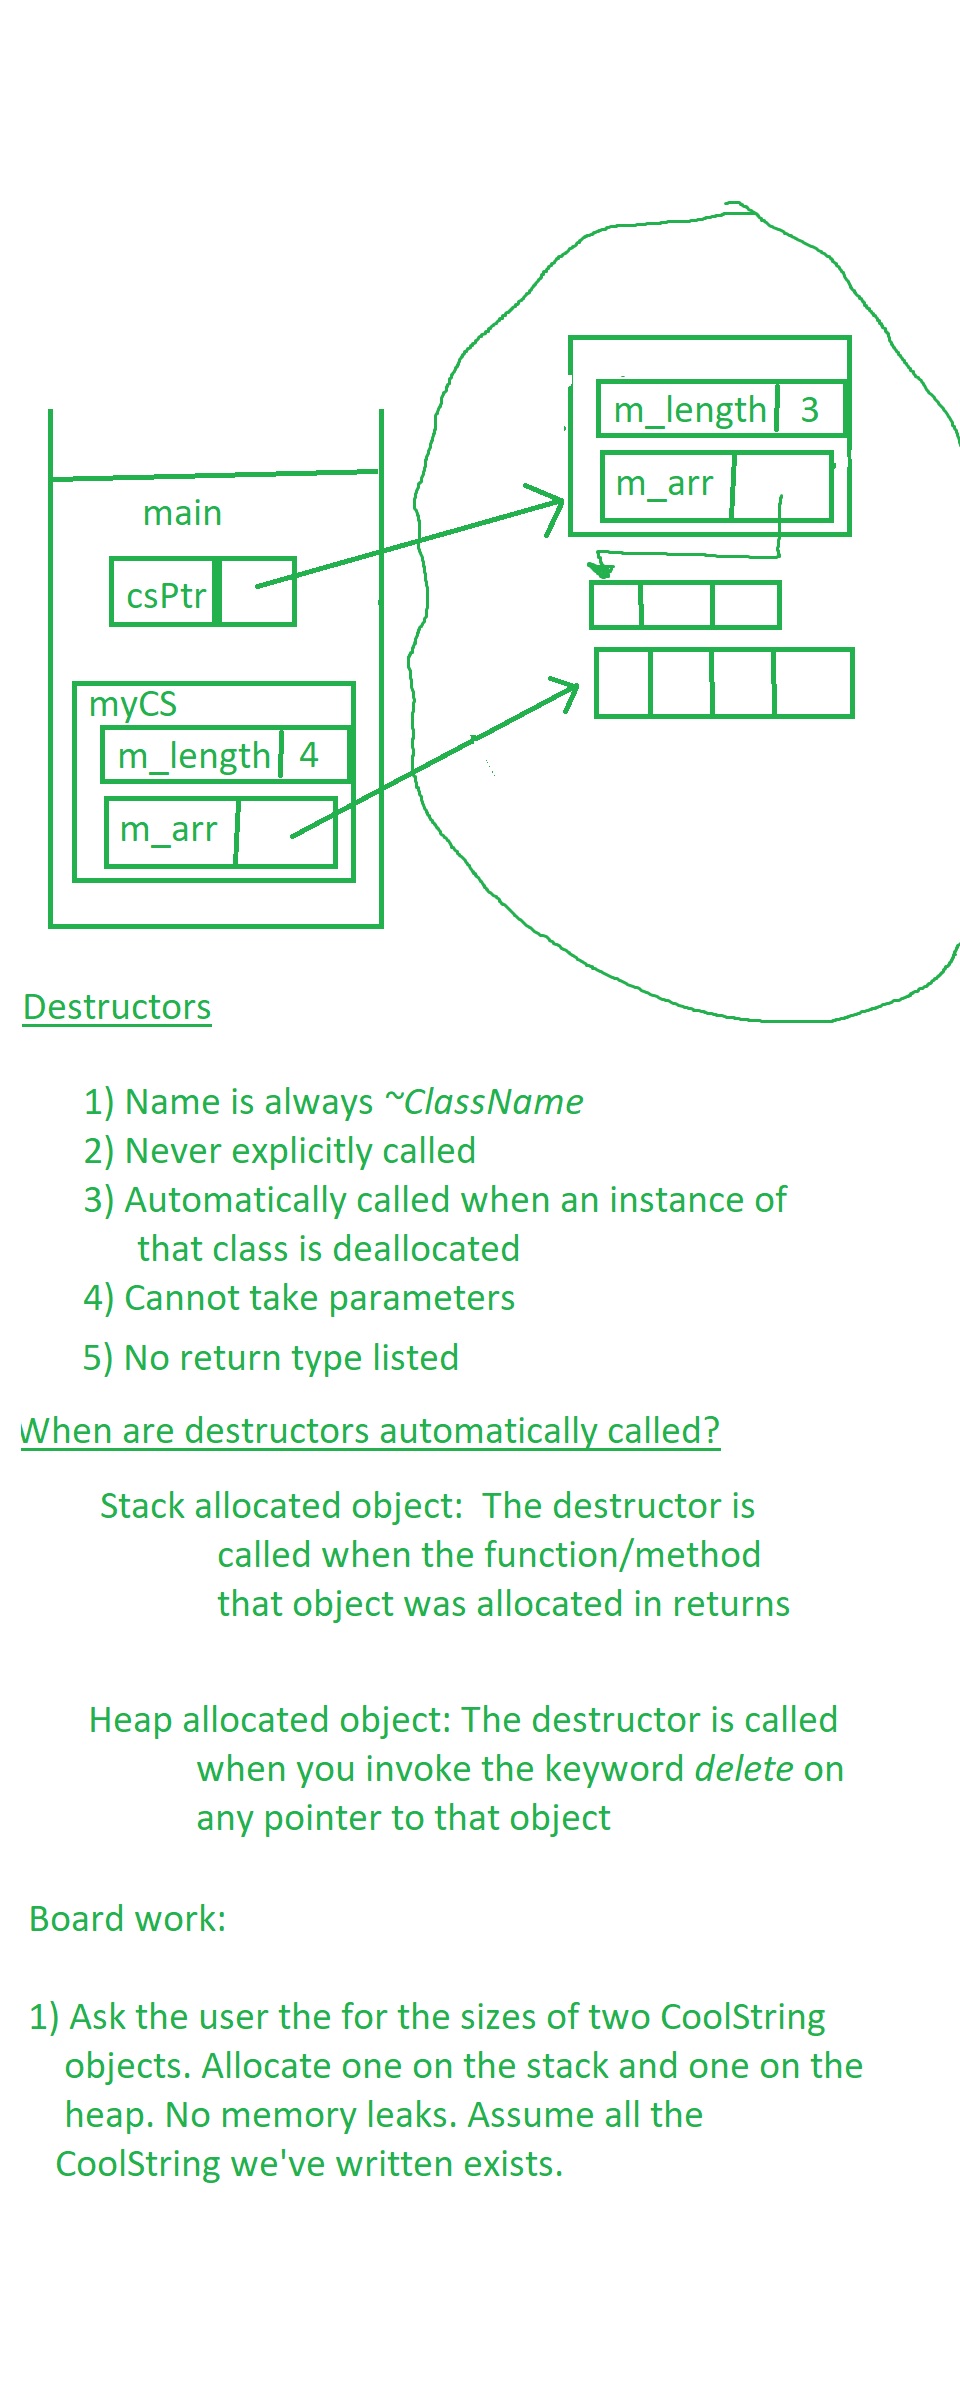 m_length 3
m_arr
main
csPtr
myCS
m_length 4
m_arr
Destructors
1) Name is always ~ClassName
2) Never explicitly called
3) Automatically called when an instance of
that class is deallocated
4) Cannot take parameters
5) No return type listed
When are destructors automatically called?
Stack allocated object:  The destructor is
called when the function/method
that object was allocated in returns
Heap allocated object: The destructor is called
when you invoke the keyword delete on
any pointer to that object
Board work:
1) Ask the user the for the sizes of two CoolString
objects. Allocate one on the stack and one on the
heap. No memory leaks. Assume all the
CoolString we've written exists.